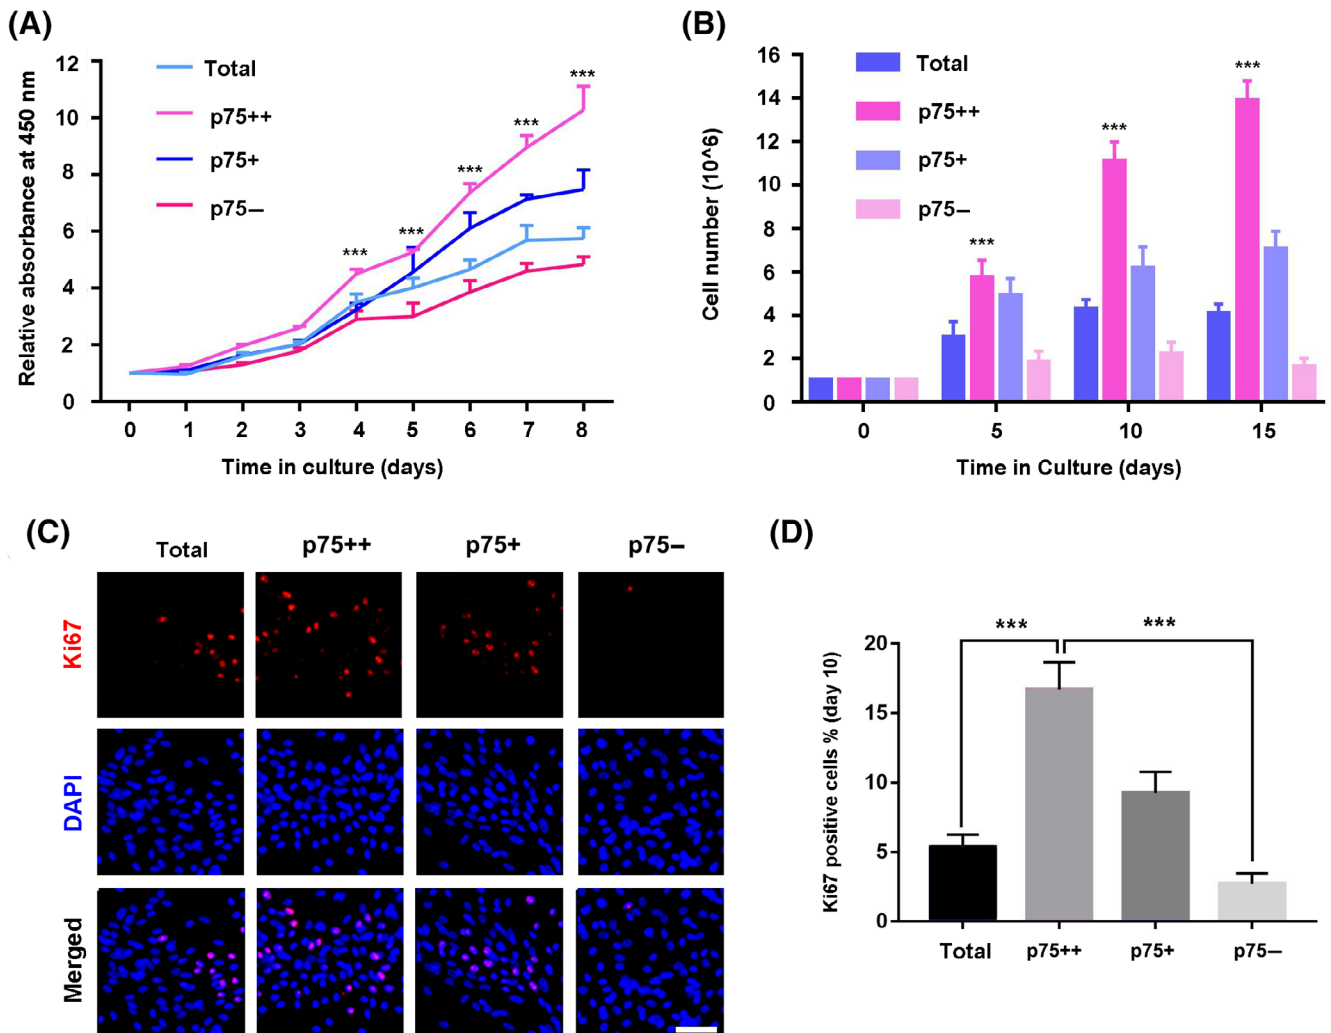 (A)
Relative absorbance at 450 nm
12
10
8
6
4
2
0
Total
p75++
p75+
p75–
***
***
***
***
***
0 1 2 3 4 5 6 7 8
Time in culture (days)
(B)
Cell number (10^6)
16
14
12
10
8
6
4
2
0
Total
p75++
p75+
p75–
***
***
***
0 5 10 15
Time in Culture (days)
(C)
Total p75++ p75+ p75–
Ki67
DAPI
Merged
(D)
Ki67 positive cells % (day 10)
20
15
10
5
0
*** ***
Total p75++ p75+ p75–